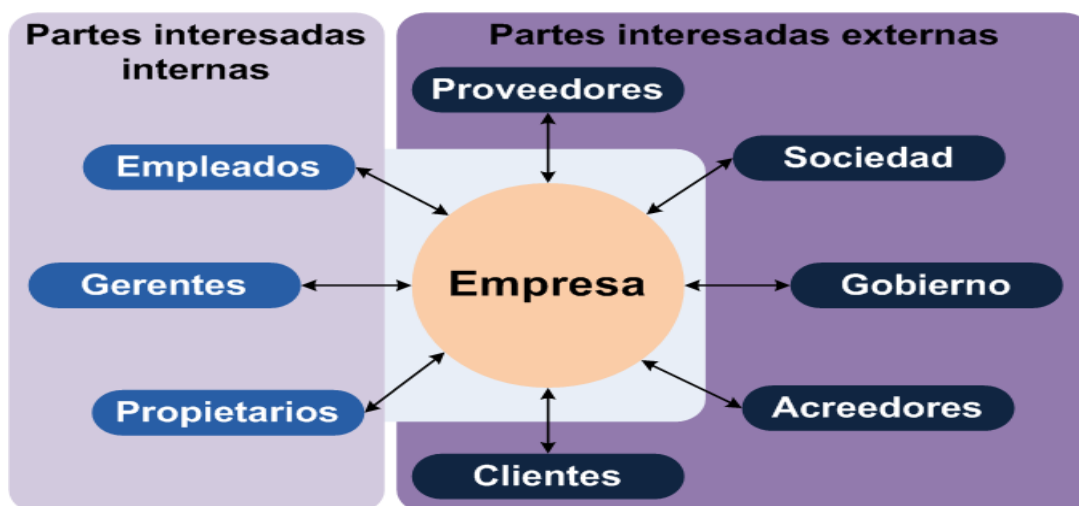 Partes interesadas
internas
Empleados
Gerentes
Propietarios
Partes interesadas externas
Proveedores
Sociedad
Empresa
Gobierno
Acreedores
Clientes